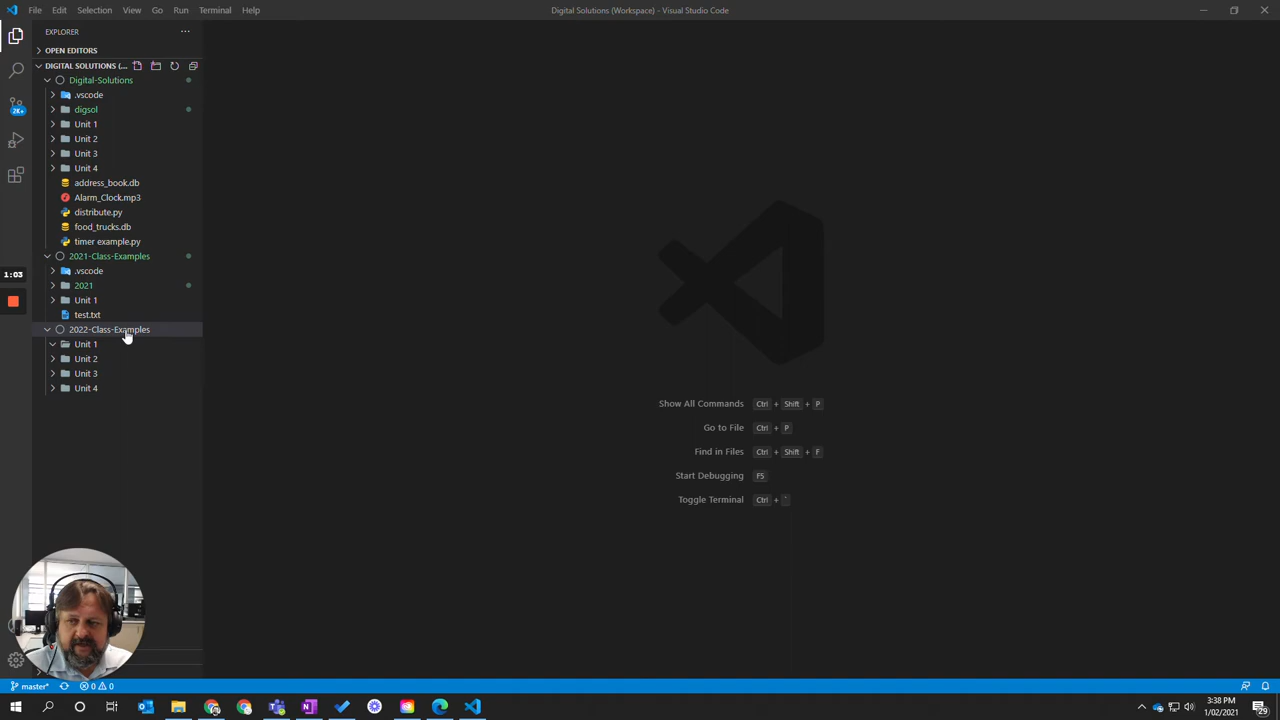 File Edit Selection View Go Run Terminal Help
Digital Solutions (Workspace) - Visual Studio Code
EXPLORER
OPEN EDITORS
DIGITAL SOLUTIONS (...
Digital-Solutions
.vscode
digsol
Unit 1
Unit 2
Unit 3
Unit 4
address_book.db
Alarm_Clock.mp3
distribute.py
food_trucks.db
timer example.py
2021-Class-Examples
.vscode
2021
Unit 1
test.txt
2022-Class-Examples
Unit 1
Unit 2
Unit 3
Unit 4
2K+
1:03
Show All Commands Ctrl + Shift + P
Go to File Ctrl + P
Find in Files Ctrl + Shift + F
Start Debugging F5
Toggle Terminal Ctrl + `
master* 0 0
3:38 PM
1/02/2021
29